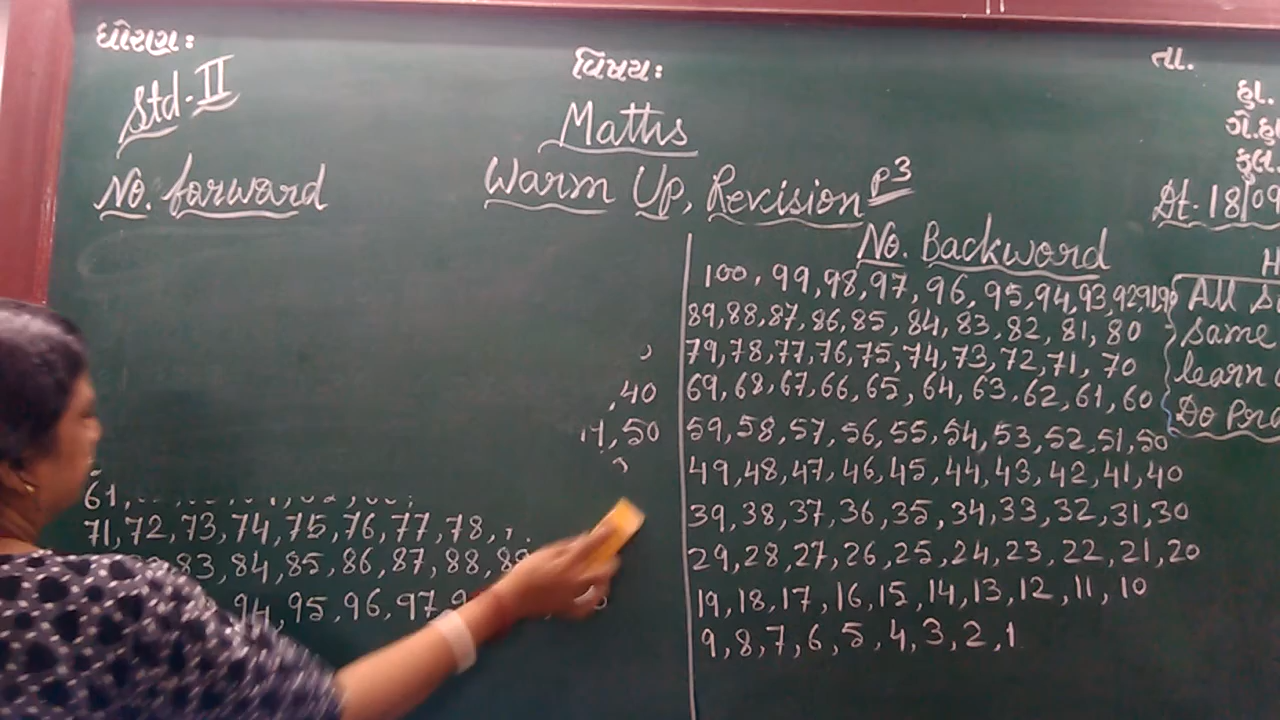 ધોરણ:
Std. II
વિષય:
Maths
તા.
હા.
ગે.હા
કુલ.
Dt. 18/09
No. forward
Warm Up, Revision P3
61,
71, 72, 73, 74, 75, 76, 77, 78,
83, 84, 85, 86, 87, 88, 89
94, 95, 96, 97, 9
, 40
, 50
No. Backword
100, 99, 98, 97, 96, 95, 94, 93, 92, 91, 90
89, 88, 87, 86, 85, 84, 83, 82, 81, 80
79, 78, 77, 76, 75, 74, 73, 72, 71, 70
69, 68, 67, 66, 65, 64, 63, 62, 61, 60
59, 58, 57, 56, 55, 54, 53, 52, 51, 50
49, 48, 47, 46, 45, 44, 43, 42, 41, 40
39, 38, 37, 36, 35, 34, 33, 32, 31, 30
29, 28, 27, 26, 25, 24, 23, 22, 21, 20
19, 18, 17, 16, 15, 14, 13, 12, 11, 10
9, 8, 7, 6, 5, 4, 3, 2, 1
H
All S
same
learn
Do Pra